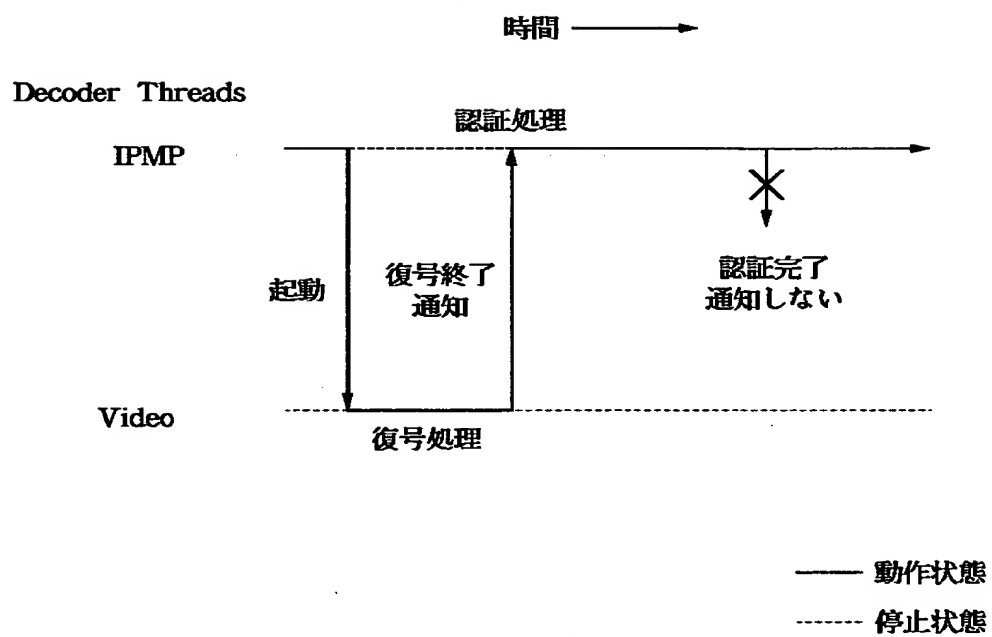 時間
Decoder Threads
認証処理
IPMP
起動
復号終了
通知
認証完了
通知しない
Video
復号処理
動作状態
停止状態